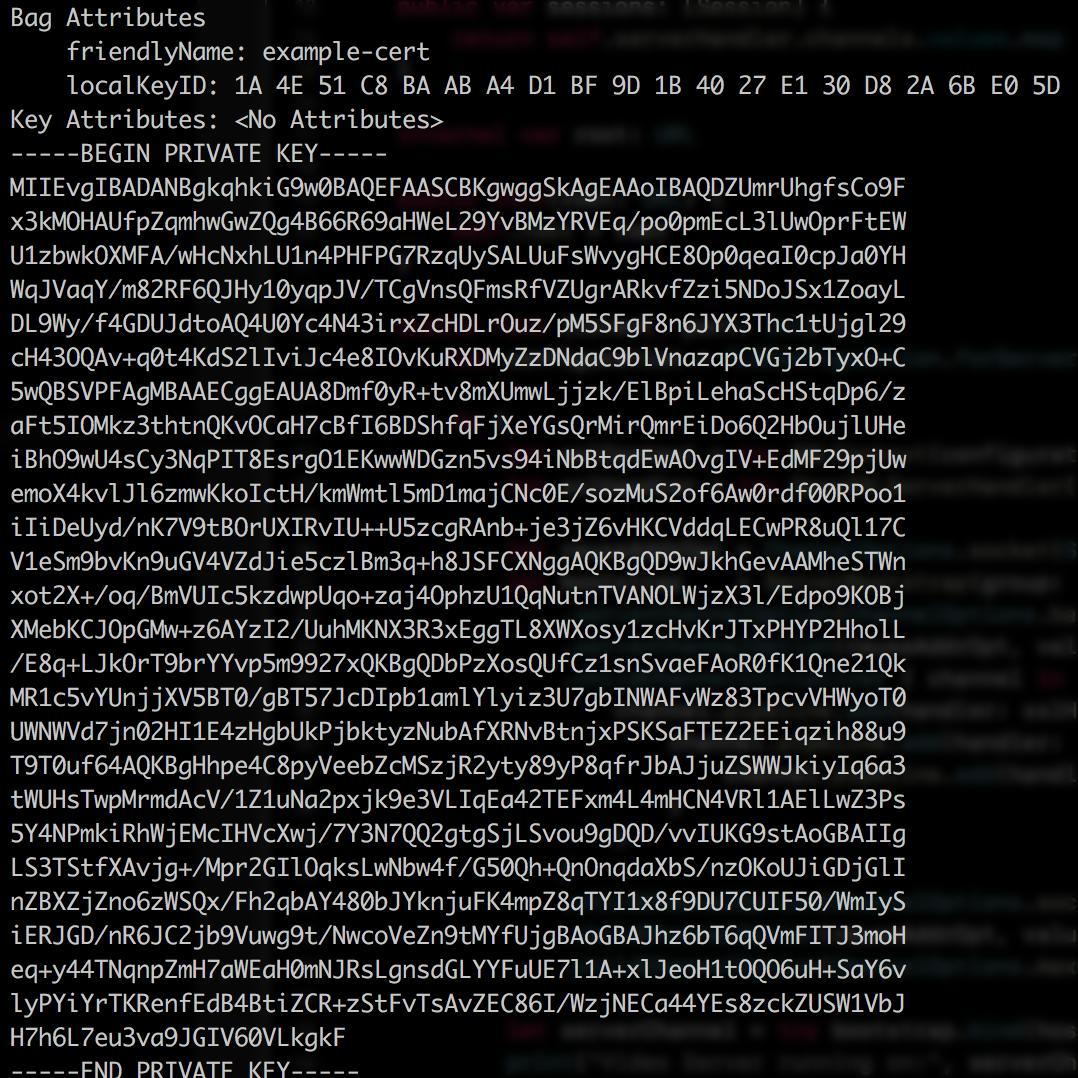 Bag Attributes
    friendlyName: example-cert
    localKeyID: 1A 4E 51 C8 BA AB A4 D1 BF 9D 1B 40 27 E1 30 D8 2A 6B E0 5D
Key Attributes: <No Attributes>
-----BEGIN PRIVATE KEY-----
MIIEvgIBADANBgkqhkiG9w0BAQEFAASCBKgwggSkAgEAAoIBAQDZUmrUhgfsCo9F
x3kMOHAUfpZqmhwGwZQg4B66R69aHWeL29YvBMzYRVEq/po0pmEcL3lUwOprFtEW
U1zbwkOXMFA/wHcNxhLU1n4PHFPG7RzqUySALUuFsWvygHCE8Op0qeaI0cpJa0YH
WqJVaqY/m82RF6QJHy10yqpJV/TCgVnsQFmsRfVZUgrARkvfZzi5NDoJSx1ZoayL
DL9Wy/f4GDUJdtoAQ4U0Yc4N43irxZcHDLrOuz/pM5SFgF8n6JYX3Thc1tUjgl29
cH43OQAv+q0t4KdS2lIviJc4e8IOvKuRXDMyZzDNdaC9blVnazapCVGj2bTyxO+C
5wQBSVPFAgMBAAECggEAUA8Dmf0yR+tv8mXUmwLjjzk/ElBpiLehaScHStqDp6/z
aFt5IOMkz3thtnQKvOCaH7cBfI6BDShfqFjXeYGsQrMirQmrEiDo6Q2HbOujlUHe
iBhO9wU4sCy3NqPIT8EsrgO1EKwwWDGzn5vs94iNbBtqdEwAOvgIV+EdMF29pjUw
emoX4kvlJl6zmwKkoIctH/kmWmtl5mD1majCNc0E/sozMuS2of6Aw0rdf00RPoo1
iIiDeUyd/nK7V9tBOrUXIRvIU++U5zcgRAnb+je3jZ6vHKCVddqLECwPR8uQl17C
V1eSm9bvKn9uGV4VZdJie5czlBm3q+h8JSFCXNggAQKBgQD9wJkhGevAAMheSTWn
xot2X+/oq/BmVUIc5kzdwpUqo+zaj4OphzU1QqNutnTVANOLWjzX3l/Edpo9KOBj
XMebKCJOpGMw+z6AYzI2/UuhMKNX3R3xEggTL8XWXosy1zcHvKrJTxPHYP2HholL
/E8q+LJkOrT9brYYvp5m9927xQKBgQDbPzXosQUfCz1snSvaeFAoR0fK1Qne21Qk
MR1c5vYUnjjXV5BT0/gBT57JcDIpb1amlYlyiz3U7gbINWAFvWz83TpcvVHWyoT0
UWNWVd7jn02HI1E4zHgbUkPjbktyzNubAfXRNvBtnjxPSKSaFTEZ2EEiqzih88u9
T9T0uf64AQKBgHhpe4C8pyVeebZcMSzjR2yty89yP8qfrJbAJjuZSWWJkiyIq6a3
tWUHsTwpMrmdAcV/1Z1uNa2pxjk9e3VLIqEa42TEFxm4L4mHCN4VRl1AElLwZ3Ps
5Y4NPmkiRhWjEMcIHVcXwj/7Y3N7QQ2gtgSjLSvou9gDQD/vvIUKG9stAoGBAIIg
LS3TStfXAvjg+/Mpr2GIlOqksLwNbw4f/G50Qh+QnOnqdaXbS/nzOKoUJiGDjGlI
nZBXZjZno6zWSQx/Fh2qbAY480bJYknjuFK4mpZ8qTYI1x8f9DU7CUIF50/WmIyS
iERJGD/nR6JC2jb9Vuwg9t/NwcoVeZn9tMYfUjgBAoGBAJhz6bT6qQVmFITJ3moH
eq+y44TNqnpZmH7aWEaH0mNJRsLgnsdGLYYFuUE7l1A+xlJeoH1tOQO6uH+SaY6v
lyPYiYrTKRenfEdB4BtiZCR+zStFvTsAvZEC86I/WzjNECa44YEs8zckZUSW1VbJ
H7h6L7eu3va9JGIV60VLkgkF
-----END PRIVATE KEY-----